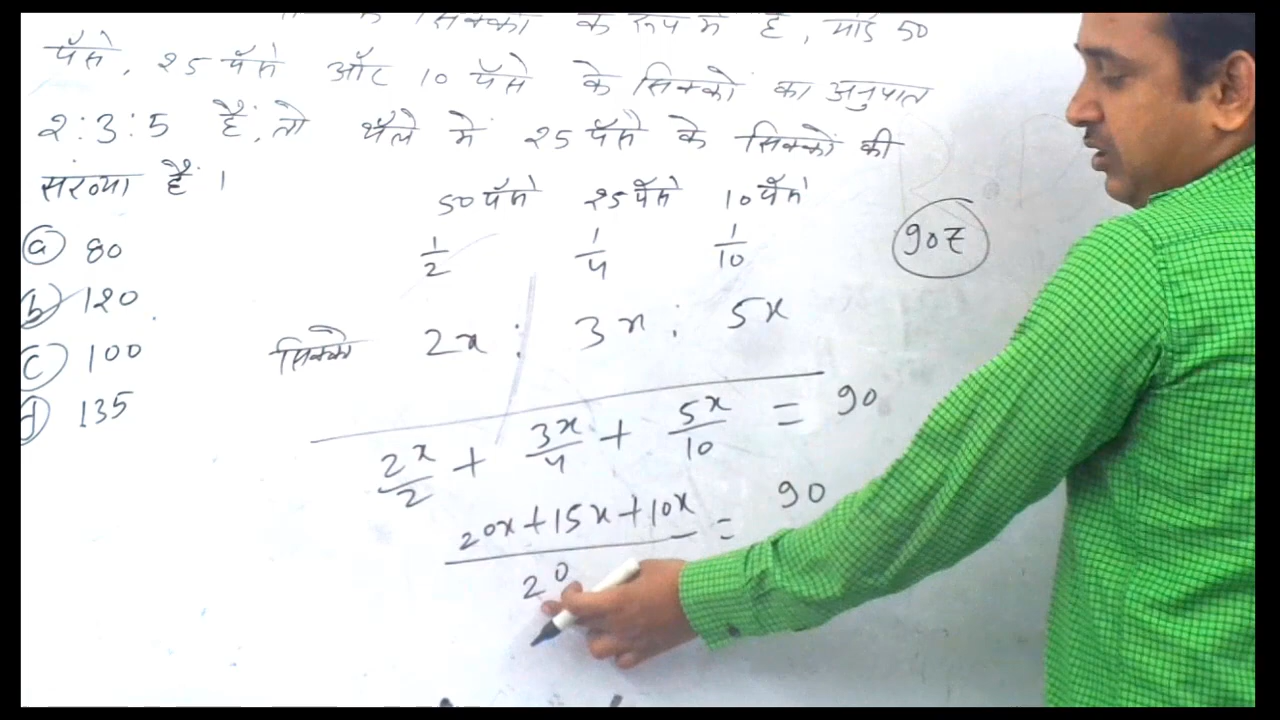 सिक्को के रूप में है, यदि 50
पैसे, 25 पैसे और 10 पैसे के सिक्को का अनुपात
2:3:5 है, तो थैले में 25 पैसे के सिक्को की
संख्या है ।
50 पैसे 25 पैसे 10 पैसे
(a) 80 1/2 1/4 1/10 90₹
(b) 120
सिक्के 2x : 3x : 5x
(c) 100
(d) 135
2x/2 + 3x/4 + 5x/10 = 90
20x+15x+10x/20 = 90